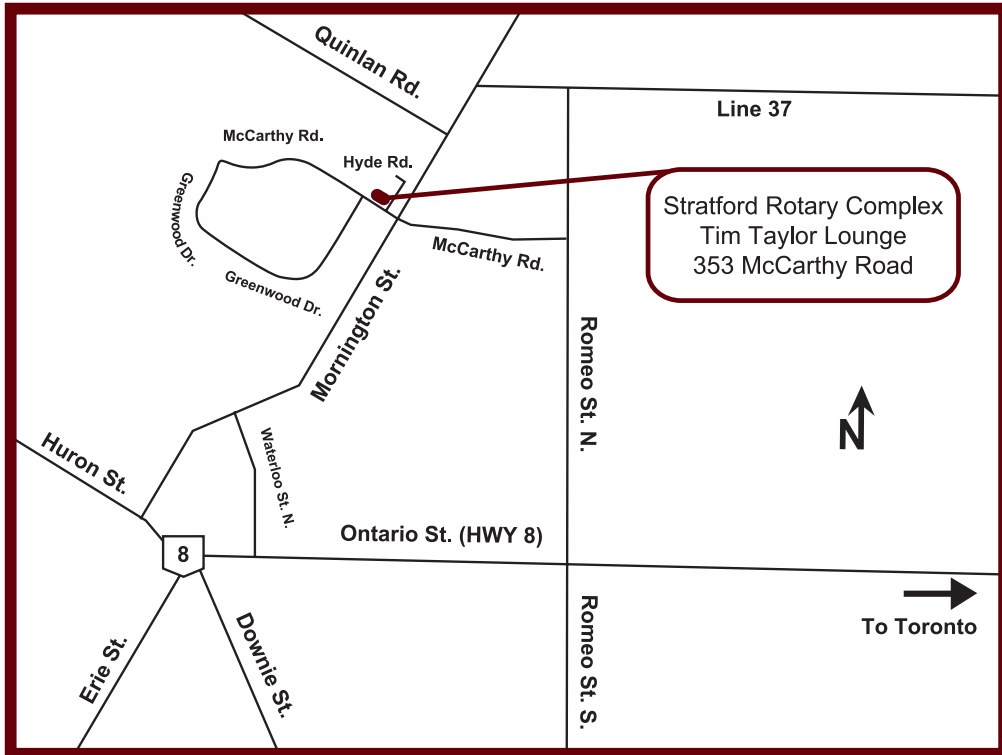 Quinlan Rd.
Line 37
McCarthy Rd.
Hyde Rd.
Greenwood Dr.
Stratford Rotary Complex
Tim Taylor Lounge
353 McCarthy Road
McCarthy Rd.
Greenwood Dr.
Mornington St.
Romeo St. N.
N
Huron St.
Waterloo St. N.
Ontario St. (HWY 8)
8
To Toronto
Erie St.
Downie St.
Romeo St. S.